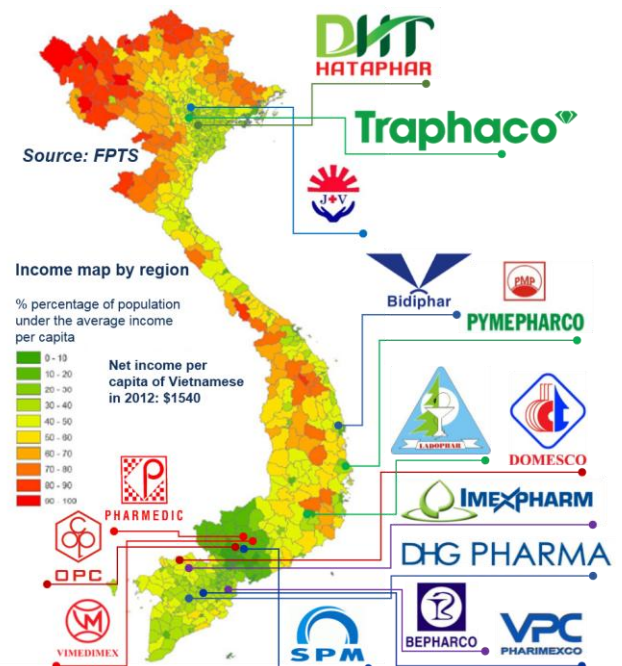 DHT
HATAPHAR
Traphaco
Source: FPTS
J+V
Income map by region
Bidiphar
PMP
PYMEPHARCO
% percentage of population
under the average income
per capita
Net income per
capita of Vietnamese
in 2012: $1540
0 - 10
10 - 20
20 - 30
30 - 40
40 - 50
50 - 60
60 - 70
70 - 80
80 - 90
90 - 100
LADOPHAR
DOMESCO
PHARMEDIC
IMEXPHARM
OPC
DHG PHARMA
VIMEDIMEX
SPM
BEPHARCO
VPC
PHARIMEXCO